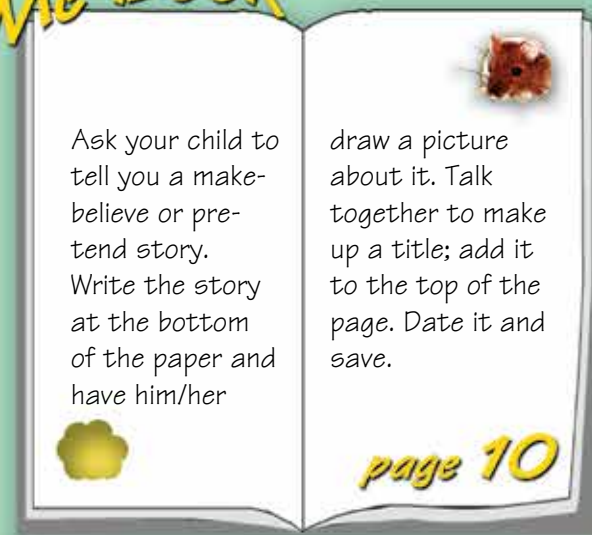 Me Book
Ask your child to
tell you a make-
believe or pre-
tend story.
Write the story
at the bottom
of the paper and
have him/her
draw a picture
about it. Talk
together to make
up a title; add it
to the top of the
page. Date it and
save.
page 10